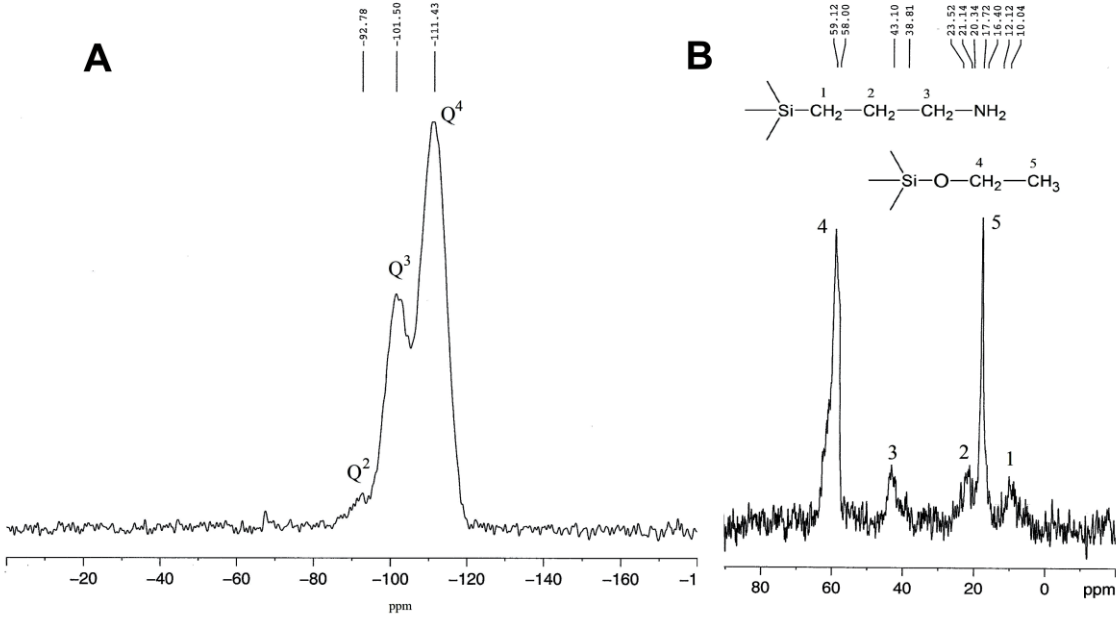 −92.78
−101.50
−111.43
A
Q4
Q3
Q2
−20 −40 −60 −80 −100 −120 −140 −160 −1
ppm
59.12
58.00
43.10
38.81
23.52
21.14
20.34
17.72
16.40
12.12
10.04
B
1 2 3
Si—CH2—CH2—CH2—NH2
4 5
Si—O—CH2—CH3
4 5
3 2 1
80 60 40 20 0 ppm